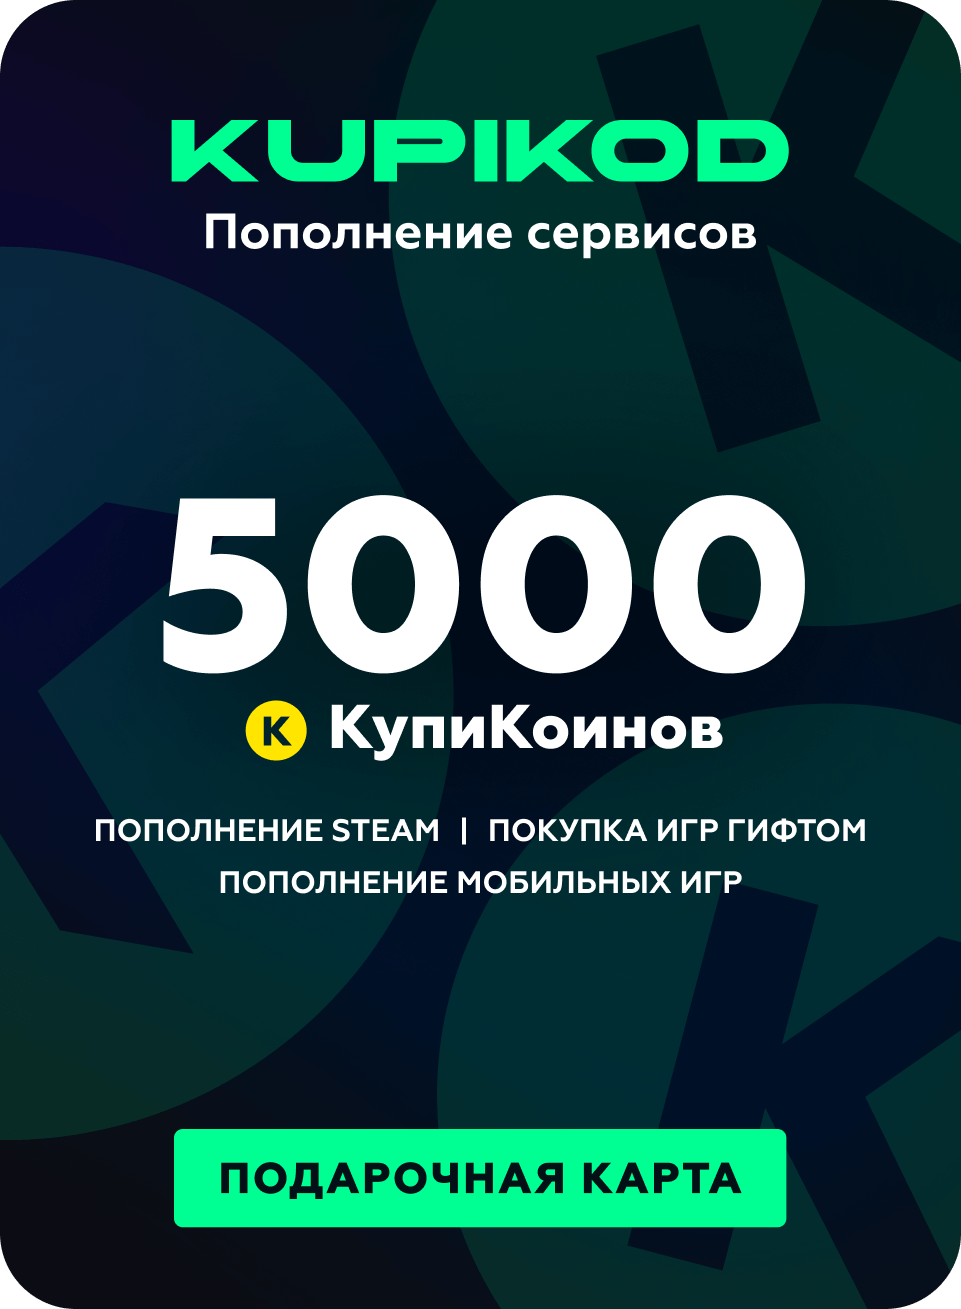 KUPIKOD
Пополнение сервисов
5000
К КупиКоинов
ПОПОЛНЕНИЕ STEAM | ПОКУПКА ИГР ГИФТОМ
ПОПОЛНЕНИЕ МОБИЛЬНЫХ ИГР
ПОДАРОЧНАЯ КАРТА